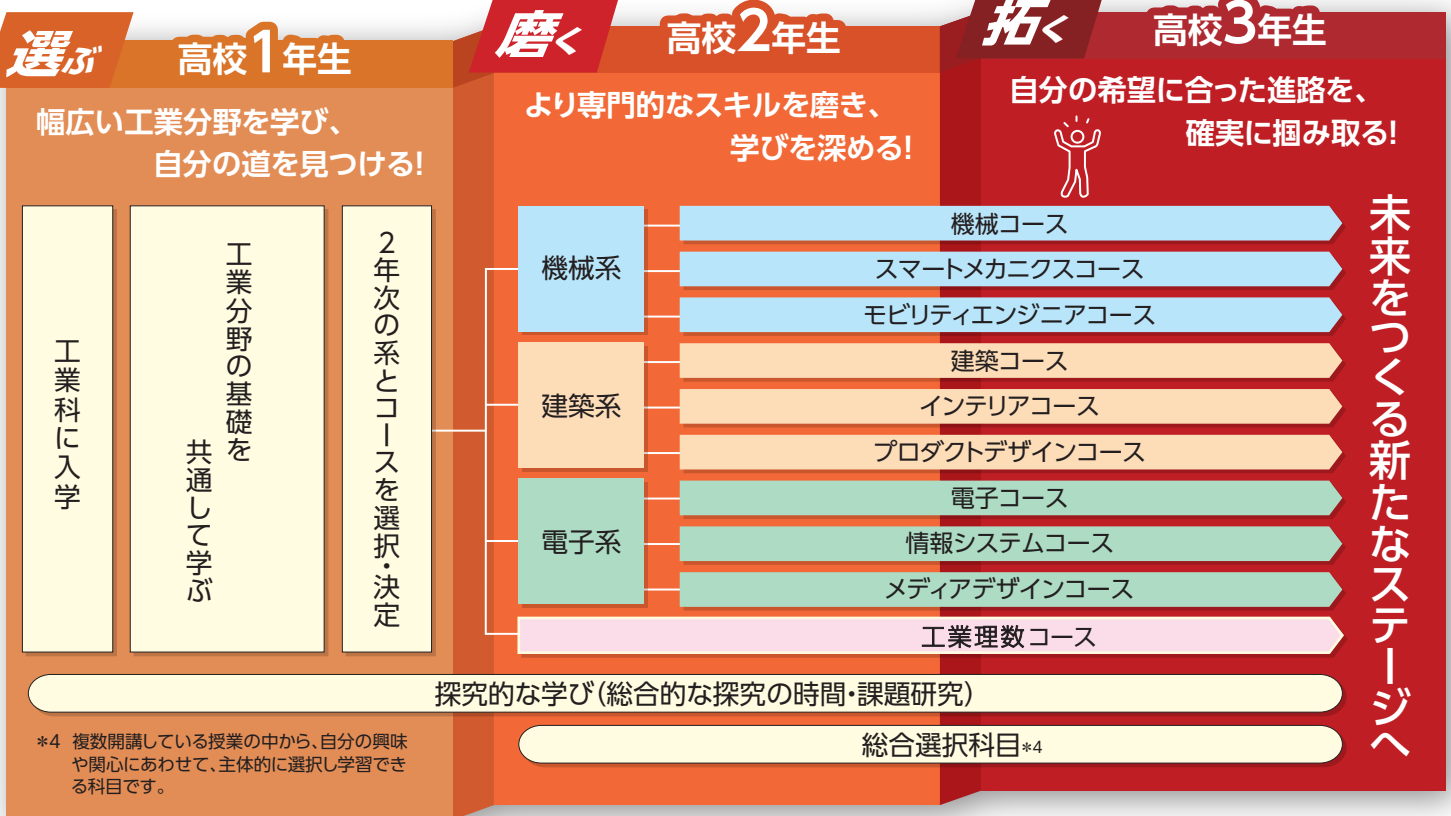 選ぶ
高校1年生
幅広い工業分野を学び、
自分の道を見つける!
工業科に入学
工業分野の基礎を
共通して学ぶ
2年次の系とコースを選択・決定
磨く
高校2年生
より専門的なスキルを磨き、
学びを深める!
拓く
高校3年生
自分の希望に合った進路を、
確実に掴み取る!
機械系
機械コース
スマートメカニクスコース
モビリティエンジニアコース
建築系
建築コース
インテリアコース
プロダクトデザインコース
電子系
電子コース
情報システムコース
メディアデザインコース
工業理数コース
探究的な学び(総合的な探究の時間・課題研究)
総合選択科目*4
未来をつくる新たなステージへ
*4 複数開講している授業の中から、自分の興味
や関心にあわせて、主体的に選択し学習でき
る科目です。